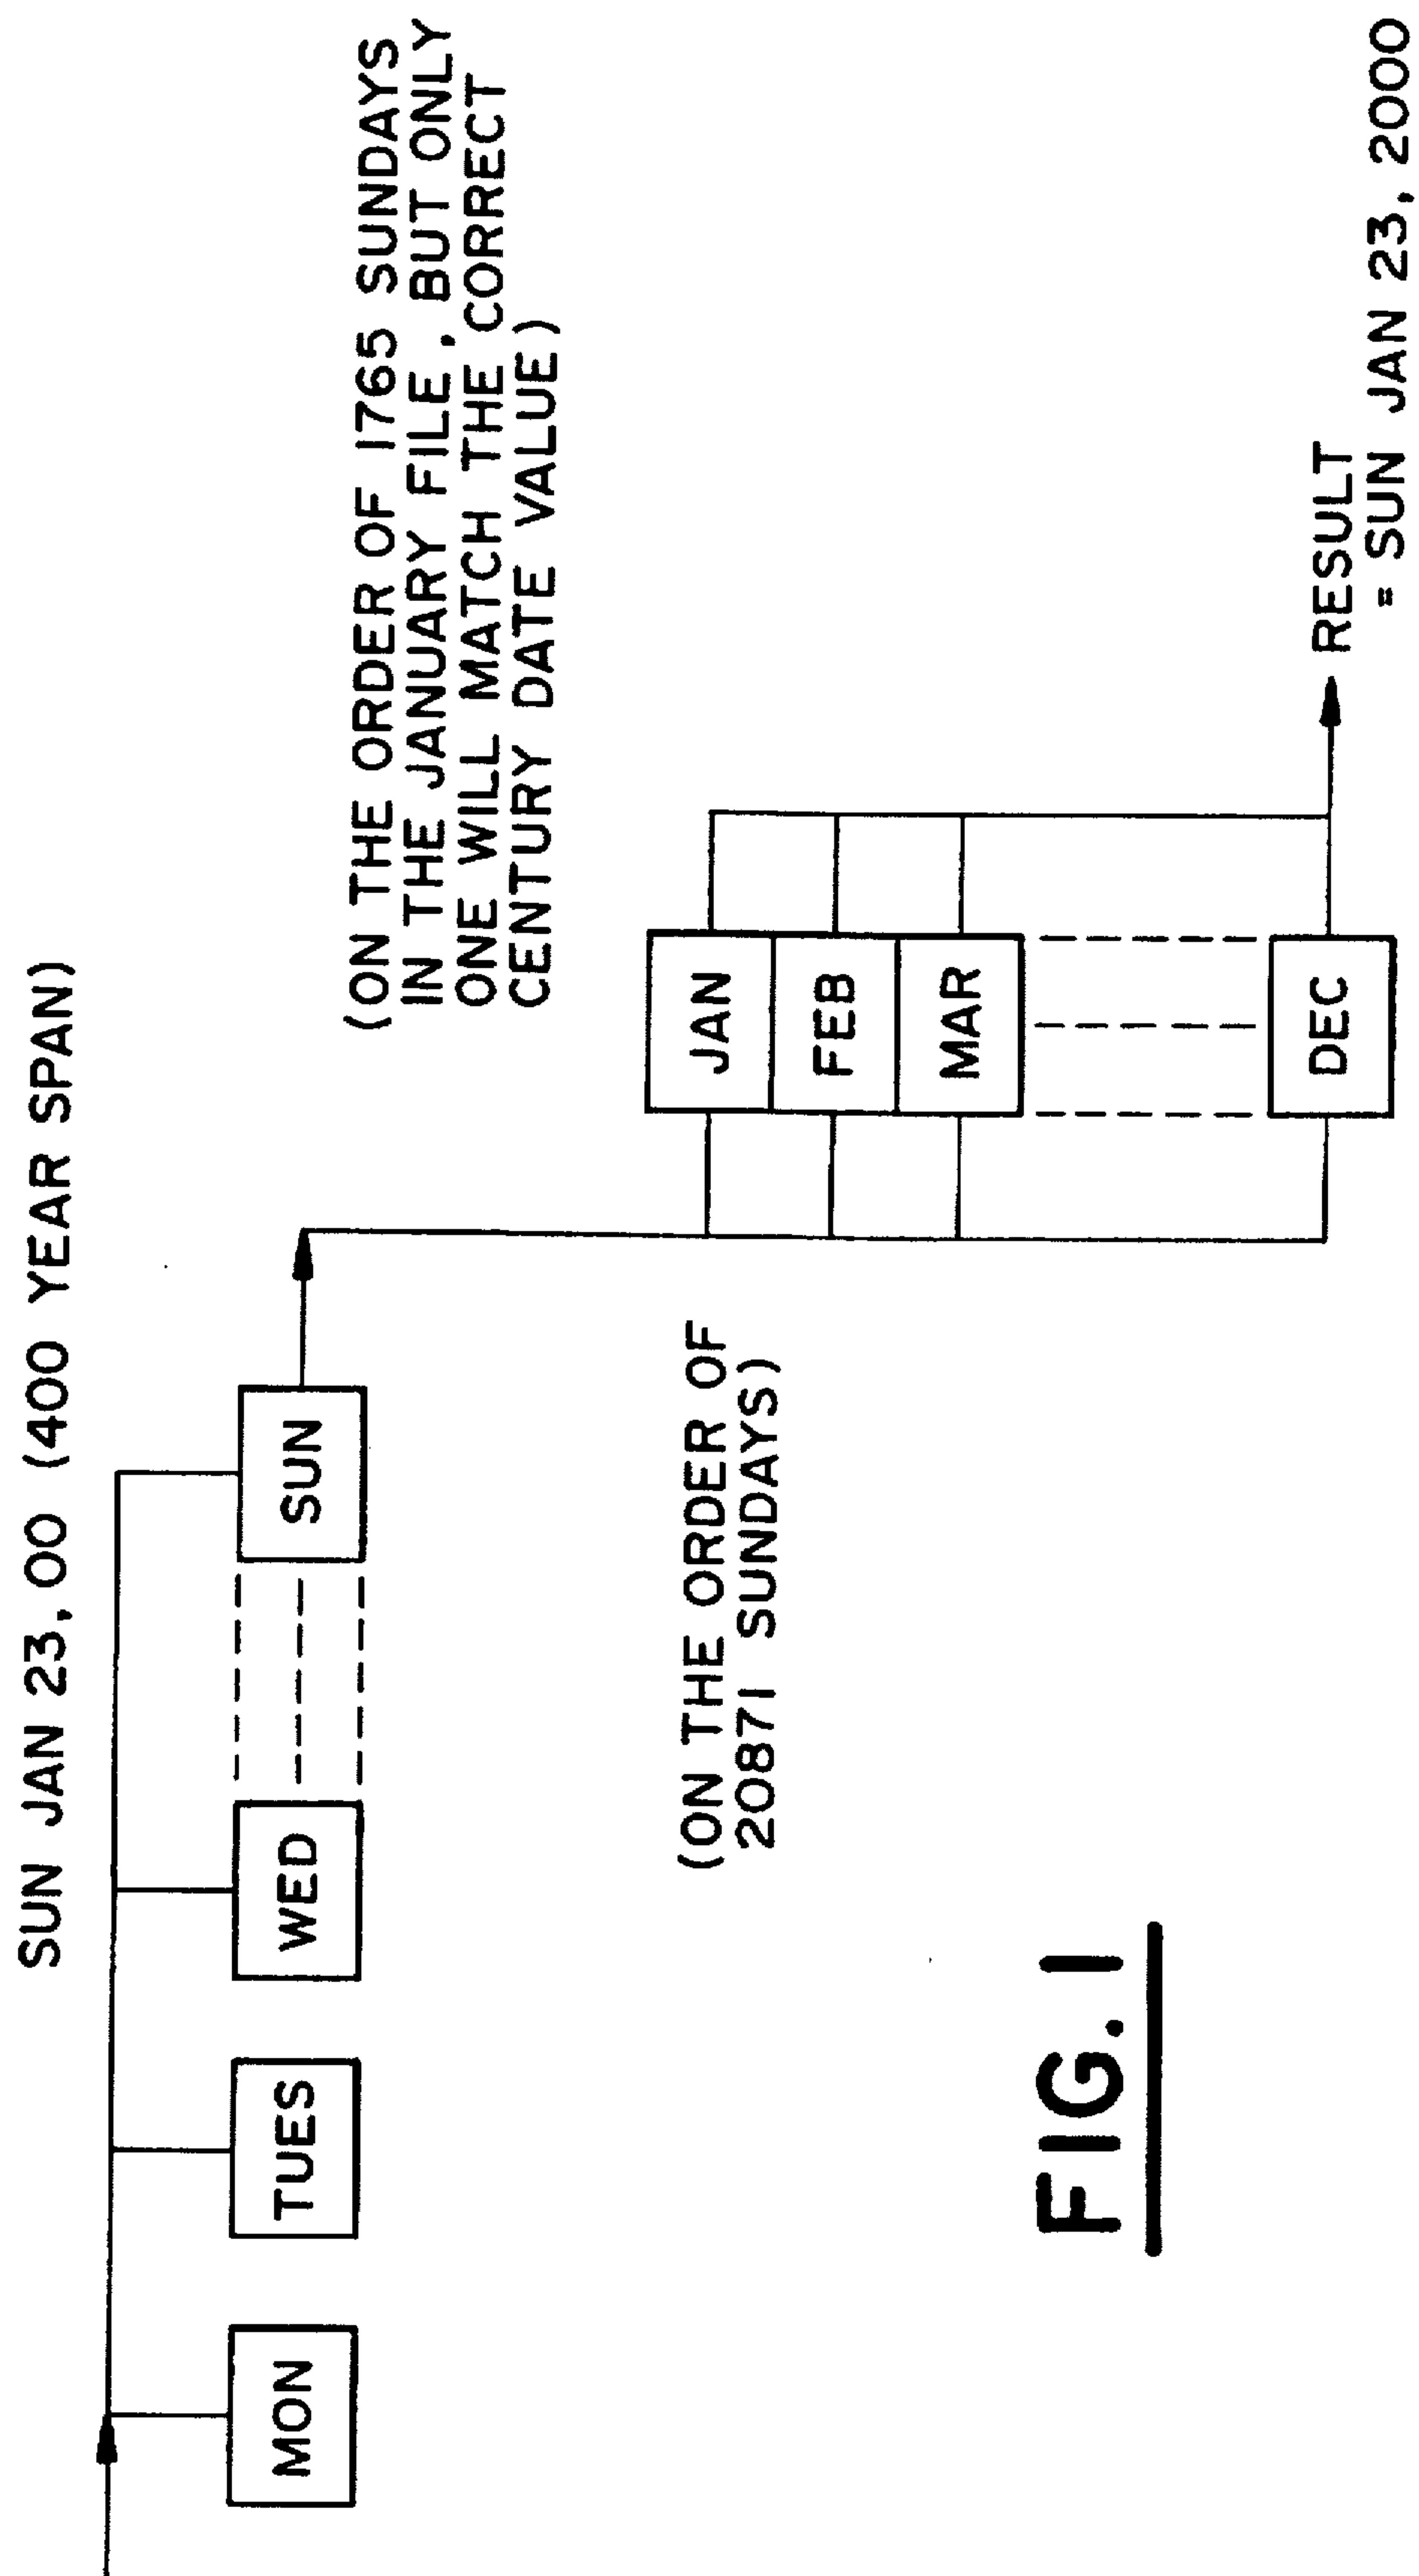 SUN JAN 23, 00 (400 YEAR SPAN)
MON
TUES
WED
SUN
(ON THE ORDER OF 1765 SUNDAYS
IN THE JANUARY FILE, BUT ONLY
ONE WILL MATCH THE CORRECT
CENTURY DATE VALUE)
(ON THE ORDER OF
20871 SUNDAYS)
JAN
FEB
MAR
DEC
RESULT
= SUN JAN 23, 2000
FIG. 1